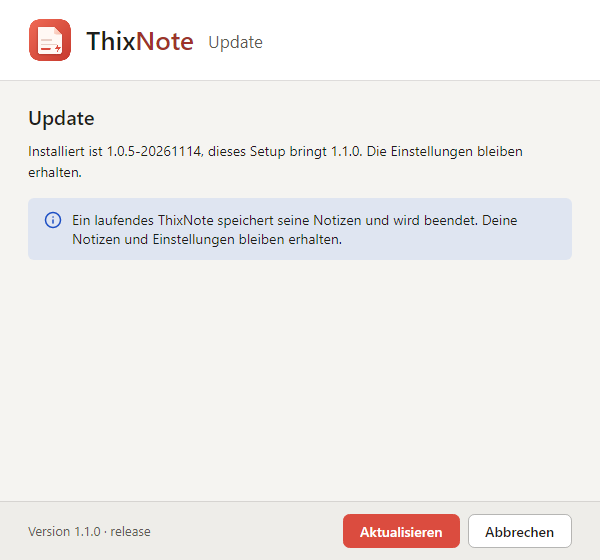 ThixNote Update
Update
Installiert ist 1.0.5-20261114, dieses Setup bringt 1.1.0. Die Einstellungen bleiben
erhalten.
Ein laufendes ThixNote speichert seine Notizen und wird beendet. Deine
Notizen und Einstellungen bleiben erhalten.
Version 1.1.0 · release
Aktualisieren
Abbrechen